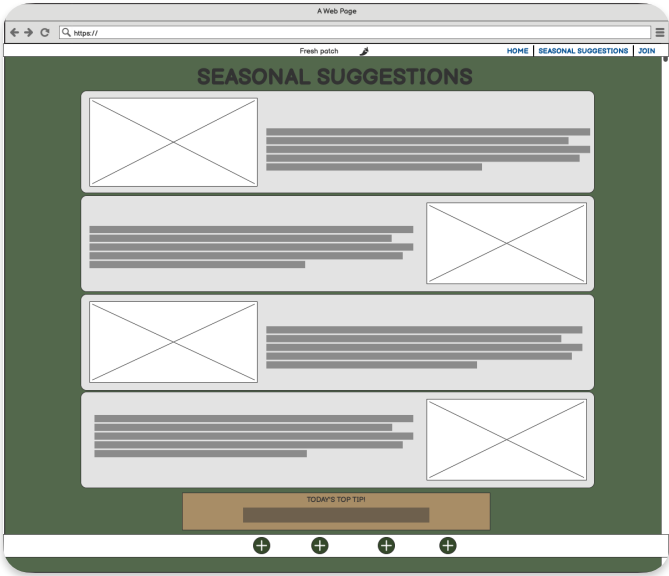 A Web Page
https://
Fresh patch
HOME
SEASONAL SUGGESTIONS
JOIN
SEASONAL SUGGESTIONS
TODAY'S TOP TIP!